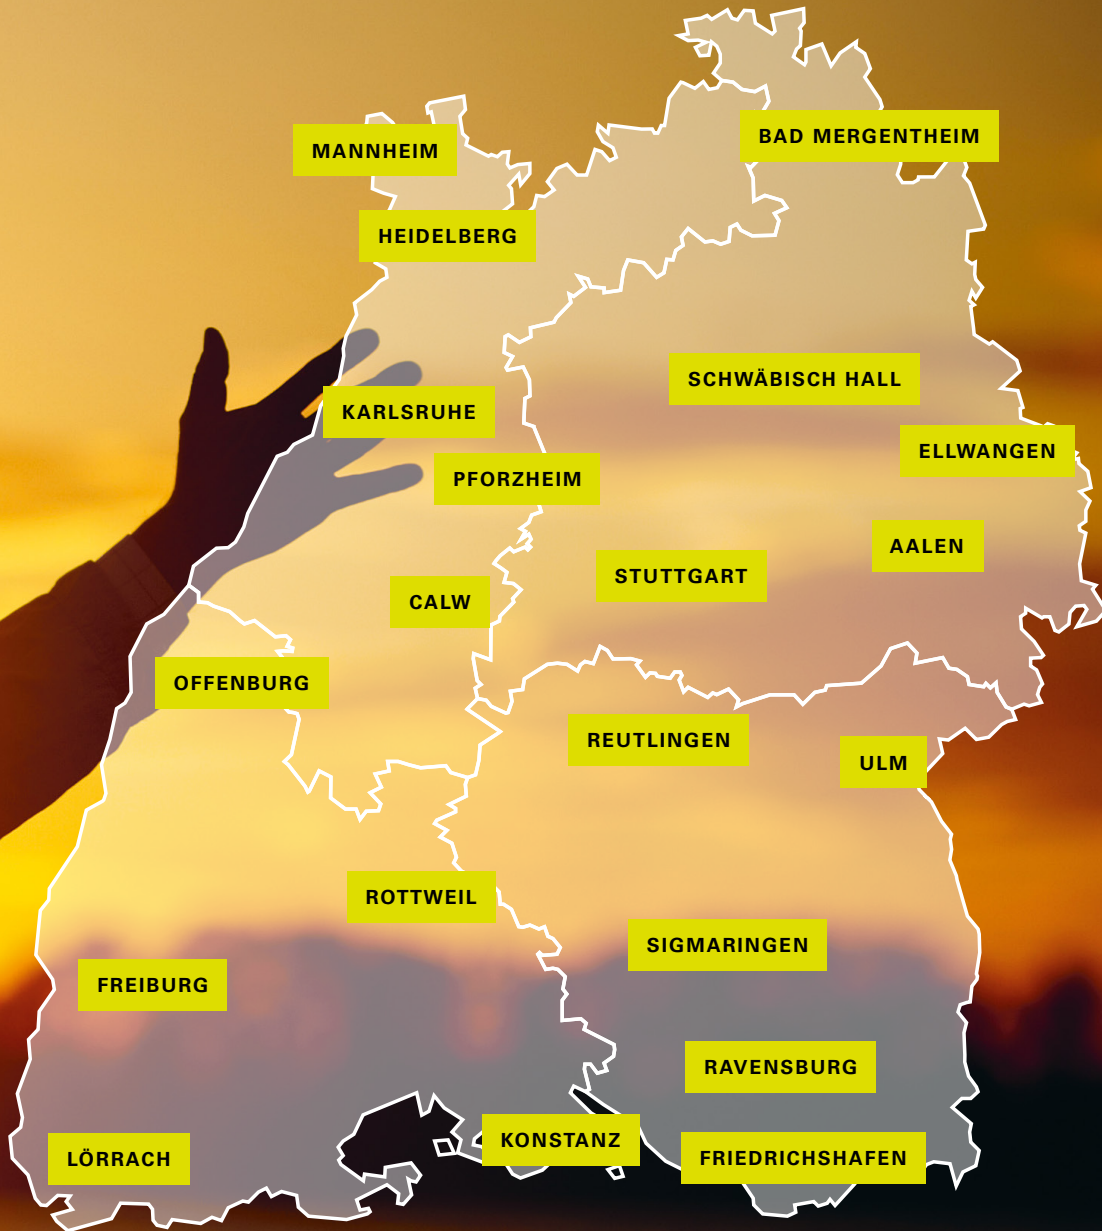 BAD MERGENTHEIM
MANNHEIM
HEIDELBERG
SCHWÄBISCH HALL
KARLSRUHE
ELLWANGEN
PFORZHEIM
AALEN
STUTTGART
CALW
OFFENBURG
REUTLINGEN
ULM
ROTTWEIL
SIGMARINGEN
FREIBURG
RAVENSBURG
KONSTANZ
FRIEDRICHSHAFEN
LÖRRACH